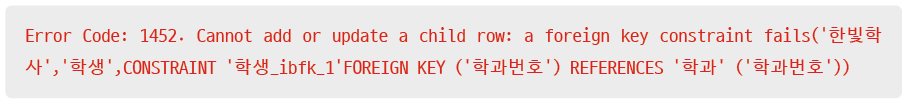 Error Code: 1452. Cannot add or update a child row: a foreign key constraint fails('한빛학
사','학생',CONSTRAINT '학생_ibfk_1'FOREIGN KEY ('학과번호') REFERENCES '학과' ('학과번호'))